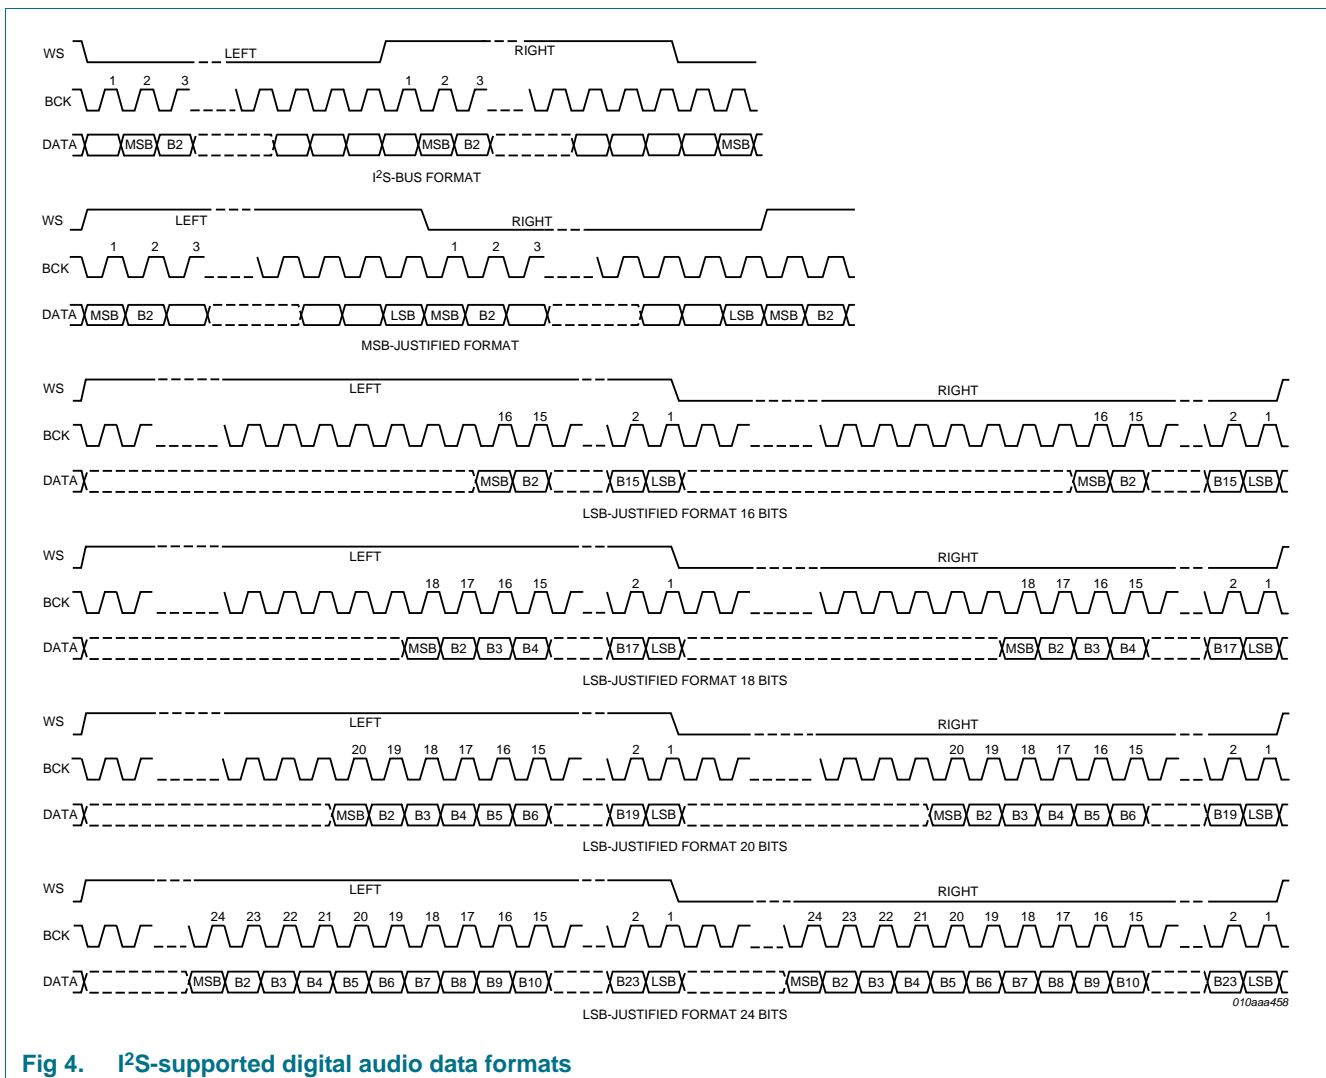 WS LEFT RIGHT
1 2 3 1 2 3
BCK
DATA MSB B2 MSB B2 MSB
I2S-BUS FORMAT
WS LEFT RIGHT
1 2 3 1 2 3
BCK
DATA MSB B2 LSB MSB B2 LSB MSB B2
MSB-JUSTIFIED FORMAT
WS LEFT RIGHT
16 15 2 1 16 15 2 1
BCK
DATA MSB B2 B15 LSB MSB B2 B15 LSB
LSB-JUSTIFIED FORMAT 16 BITS
WS LEFT RIGHT
18 17 16 15 2 1 18 17 16 15 2 1
BCK
DATA MSB B2 B3 B4 B17 LSB MSB B2 B3 B4 B17 LSB
LSB-JUSTIFIED FORMAT 18 BITS
WS LEFT RIGHT
20 19 18 17 16 15 2 1 20 19 18 17 16 15 2 1
BCK
DATA MSB B2 B3 B4 B5 B6 B19 LSB MSB B2 B3 B4 B5 B6 B19 LSB
LSB-JUSTIFIED FORMAT 20 BITS
WS LEFT RIGHT
24 23 22 21 20 19 18 17 16 15 2 1 24 23 22 21 20 19 18 17 16 15 2 1
BCK
DATA MSB B2 B3 B4 B5 B6 B7 B8 B9 B10 B23 LSB MSB B2 B3 B4 B5 B6 B7 B8 B9 B10 B23 LSB
010aaa458
LSB-JUSTIFIED FORMAT 24 BITS
Fig 4. I2S-supported digital audio data formats